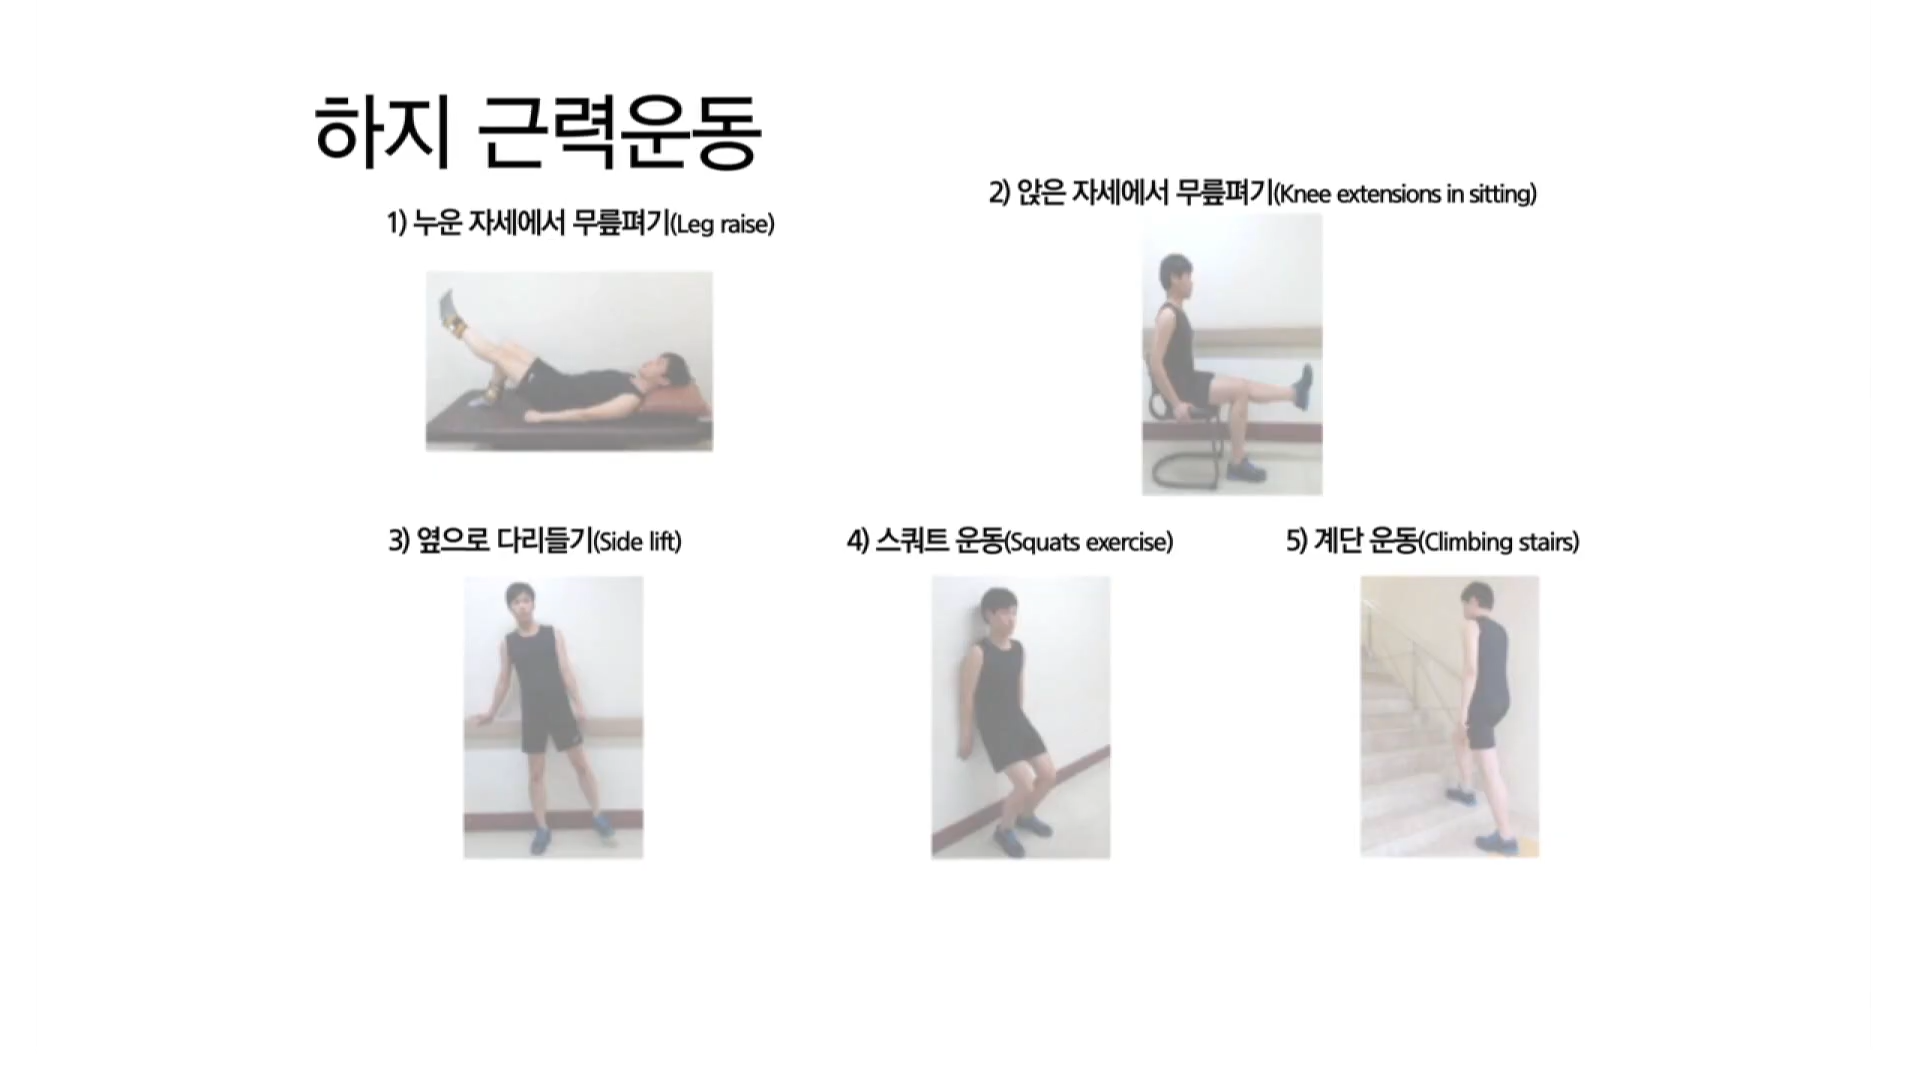 하지 근력운동
1) 누운 자세에서 무릎펴기(Leg raise)
2) 앉은 자세에서 무릎펴기(Knee extensions in sitting)
3) 옆으로 다리들기(Side lift)
4) 스쿼트 운동(Squats exercise)
5) 계단 운동(Climbing stairs)